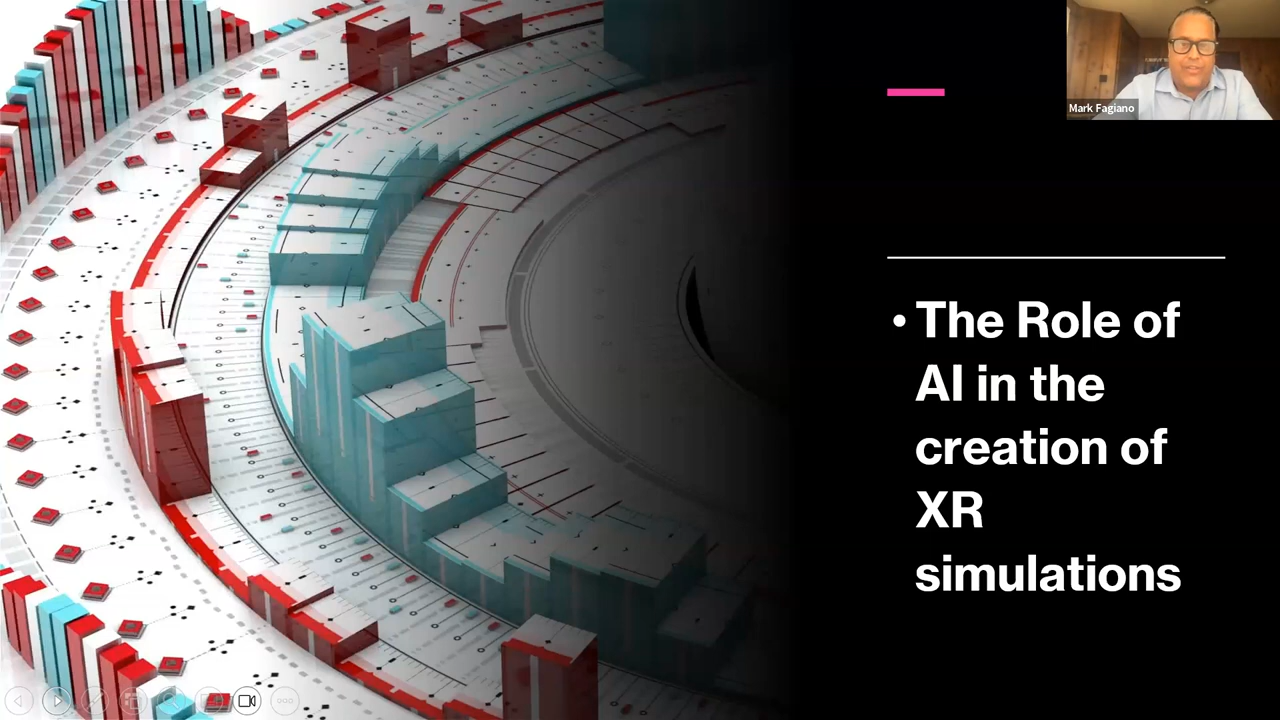 Mark Fagiano
• The Role of
AI in the
creation of
XR
simulations